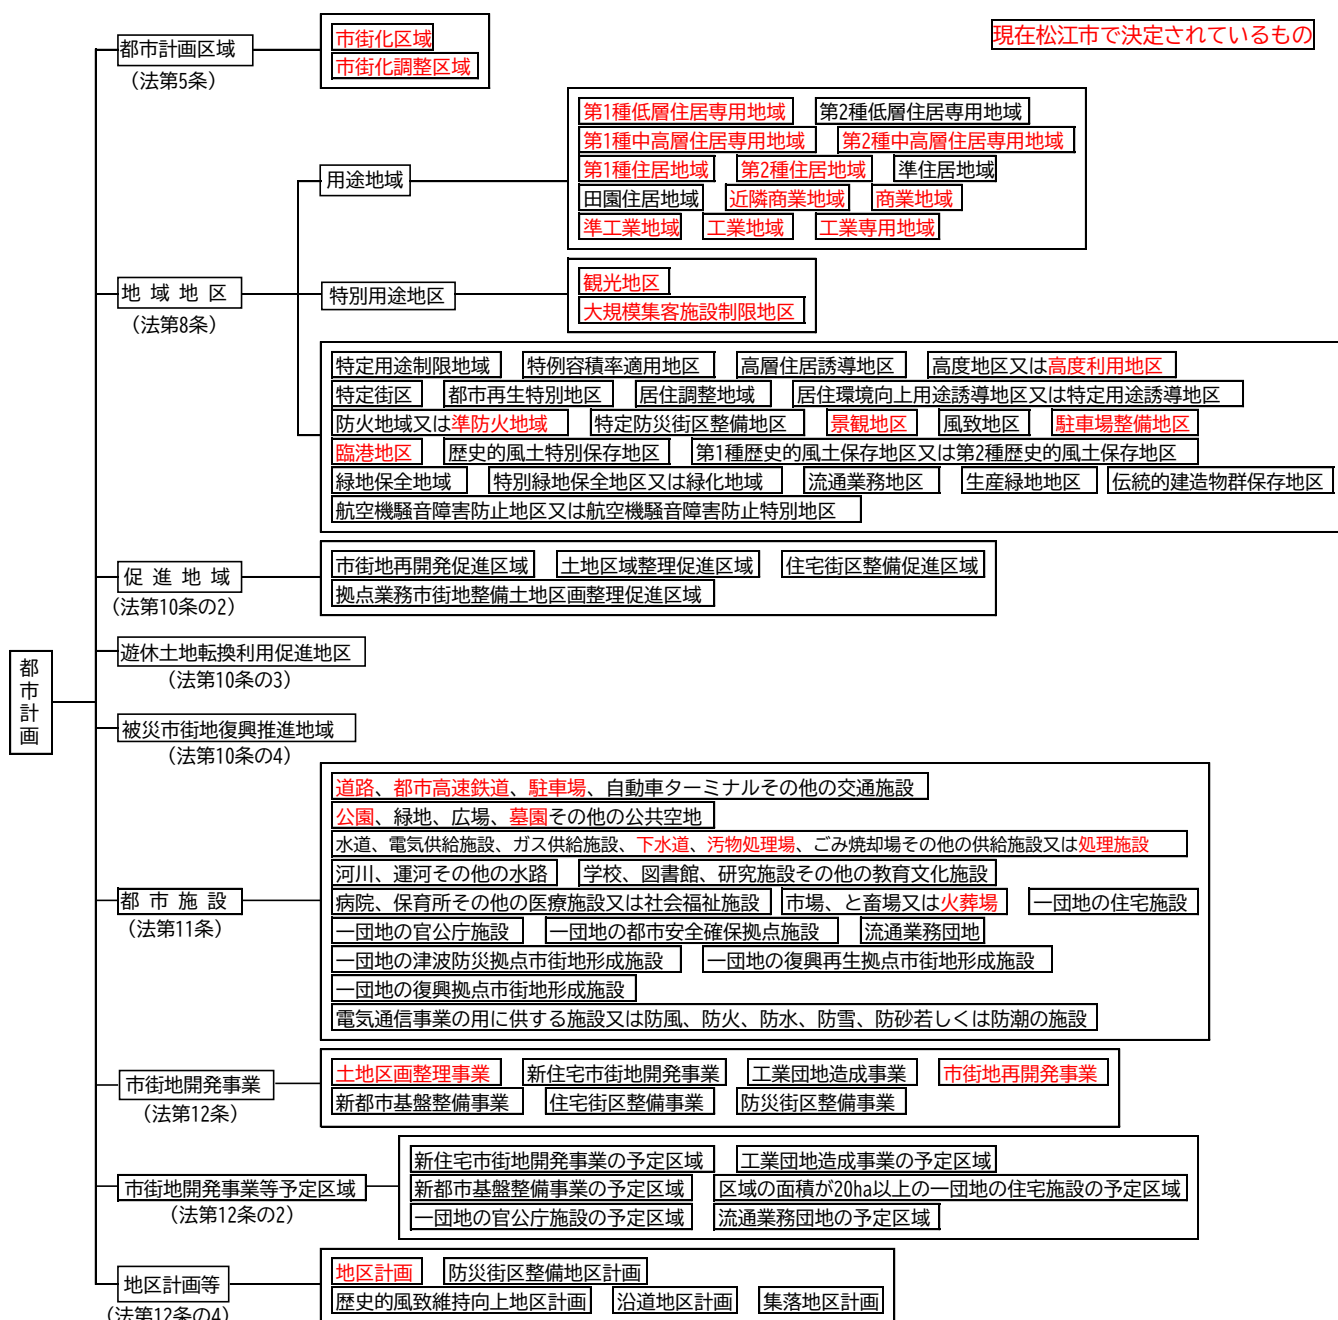 現在松江市で決定されているもの
都市計画
都市計画区域
(法第5条)
市街化区域
市街化調整区域
地域地区
(法第8条)
用途地域
第1種低層住居専用地域 第2種低層住居専用地域
第1種中高層住居専用地域 第2種中高層住居専用地域
第1種住居地域 第2種住居地域 準住居地域
田園住居地域 近隣商業地域 商業地域
準工業地域 工業地域 工業専用地域
特別用途地区
観光地区
大規模集客施設制限地区
特定用途制限地域 特例容積率適用地区 高層住居誘導地区 高度地区又は高度利用地区
特定街区 都市再生特別地区 居住調整地域 居住環境向上用途誘導地区又は特定用途誘導地区
防火地域又は準防火地域 特定防災街区整備地区 景観地区 風致地区 駐車場整備地区
臨港地区 歴史的風土特別保存地区 第1種歴史的風土保存地区又は第2種歴史的風土保存地区
緑地保全地域 特別緑地保全地区又は緑化地域 流通業務地区 生産緑地地区 伝統的建造物群保存地区
航空機騒音障害防止地区又は航空機騒音障害防止特別地区
促進地域
(法第10条の2)
市街地再開発促進区域 土地区域整理促進区域 住宅街区整備促進区域
拠点業務市街地整備土地区画整理促進区域
遊休土地転換利用促進地区
(法第10条の3)
被災市街地復興推進地域
(法第10条の4)
都市施設
(法第11条)
道路、都市高速鉄道、駐車場、自動車ターミナルその他の交通施設
公園、緑地、広場、墓園その他の公共空地
水道、電気供給施設、ガス供給施設、下水道、汚物処理場、ごみ焼却場その他の供給施設又は処理施設
河川、運河その他の水路 学校、図書館、研究施設その他の教育文化施設
病院、保育所その他の医療施設又は社会福祉施設 市場、と畜場又は火葬場 一団地の住宅施設
一団地の官公庁施設 一団地の都市安全確保拠点施設 流通業務団地
一団地の津波防災拠点市街地形成施設 一団地の復興再生拠点市街地形成施設
一団地の復興拠点市街地形成施設
電気通信事業の用に供する施設又は防風、防火、防水、防雪、防砂若しくは防潮の施設
市街地開発事業
(法第12条)
土地区画整理事業 新住宅市街地開発事業 工業団地造成事業 市街地再開発事業
新都市基盤整備事業 住宅街区整備事業 防災街区整備事業
市街地開発事業等予定区域
(法第12条の2)
新住宅市街地開発事業の予定区域 工業団地造成事業の予定区域
新都市基盤整備事業の予定区域 区域の面積が20ha以上の一団地の住宅施設の予定区域
一団地の官公庁施設の予定区域 流通業務団地の予定区域
地区計画等
(法第12条の4)
地区計画 防災街区整備地区計画
歴史的風致維持向上地区計画 沿道地区計画 集落地区計画